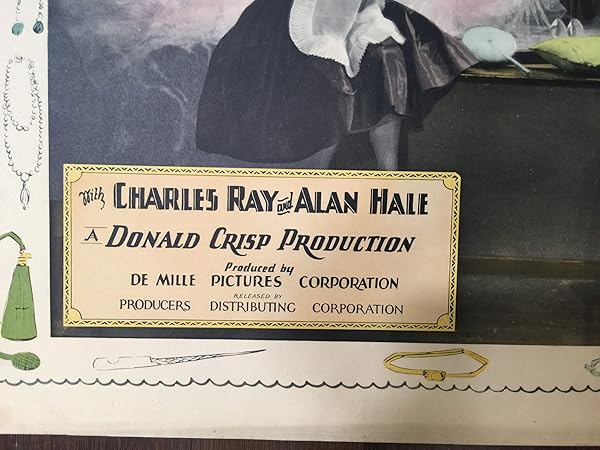 With CHARLES RAY and ALAN HALE
A DONALD CRISP PRODUCTION
Produced by
DE MILLE PICTURES CORPORATION
RELEASED BY
PRODUCERS DISTRIBUTING CORPORATION